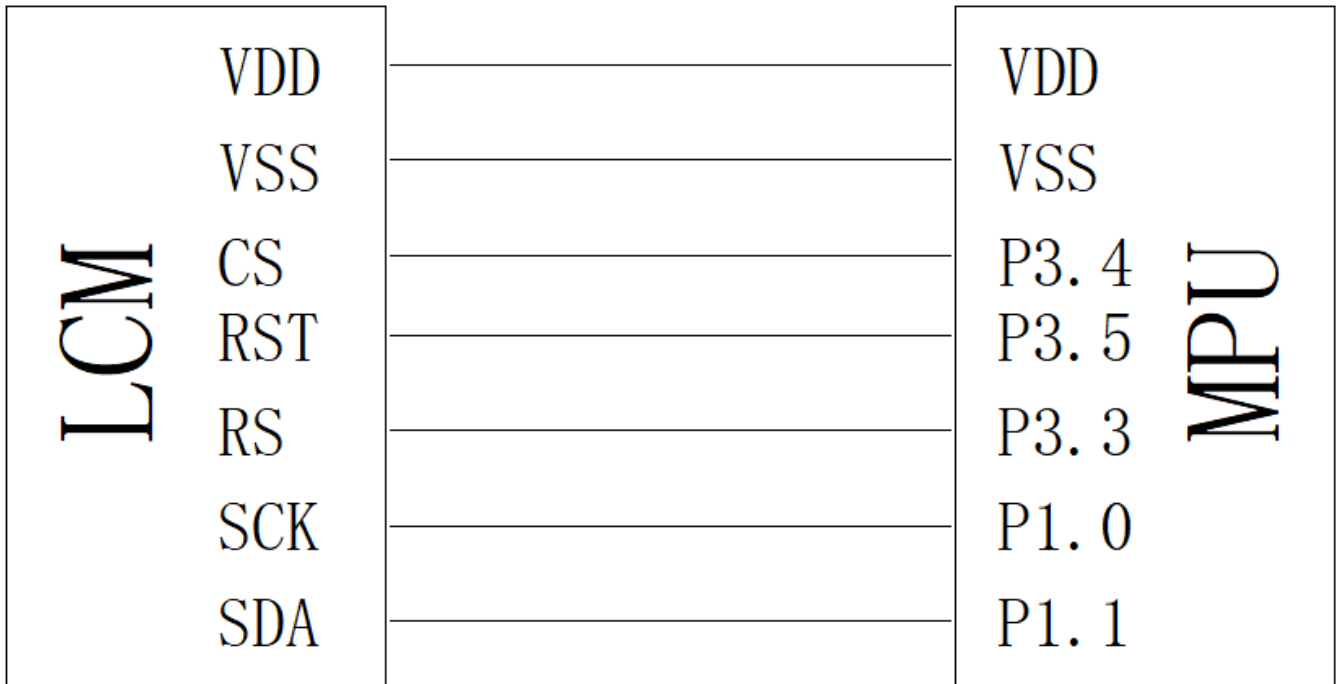 LCM
VDD
VSS
CS
RST
RS
SCK
SDA
VDD
VSS
P3.4
P3.5
P3.3
P1.0
P1.1
MPU